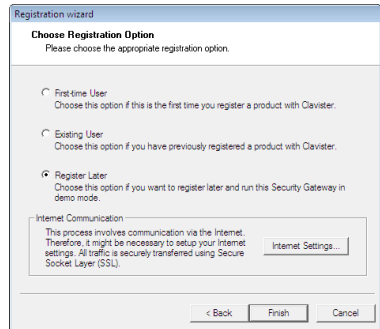 Registration wizard
Choose Registration Option
Please choose the appropriate registration option.
First-time User
Choose this option if this is the first time you register a product with Clavister.
Existing User
Choose this option if you have previously registered a product with Clavister.
Register Later
Choose this option if you want to register later and run this Security Gateway in
demo mode.
Internet Communication
This process involves communication via the Internet.
Therefore, it might be necessary to setup your Internet
settings. All traffic is securely transferred using Secure
Socket Layer (SSL).
Internet Settings...
< Back Finish Cancel